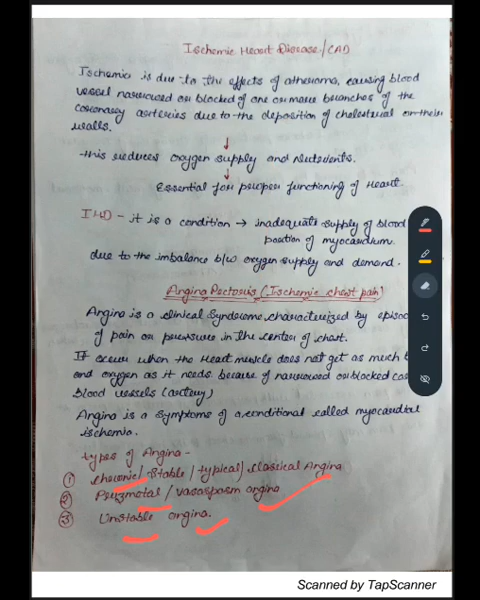 Ischemic Heart Disease/CAD
Ischemic is due to the effects of atheroma, causing blood
vessel narrowed or blocked of one or more branches of the
coronary arteries due to the deposition of cholesterol on their
walls.
↓
this reduces oxygen supply and Nutrients.
↓
Essential for proper functioning of Heart.
IHD - it is a condition → inadequate supply of blood
portion of myocardium.
due to the imbalance b/w oxygen supply and demand.
Angina Pectoris (Ischemic chest pain)
Angina is a clinical syndrome characterized by episo
of pain or pressure in the center of chest.
If occurs when the Heart muscle does not get as much b
and oxygen as it needs because of narrowed or blocked co
blood vessels (artery)
Angina is a symptoms of a conditional called myocardial
ischemia.
types of Angina -
① Chronic/ Stable / typical/ Classical Angina
② Prizmetal / vasospasm angina
③ Unstable angina.
Scanned by TapScanner